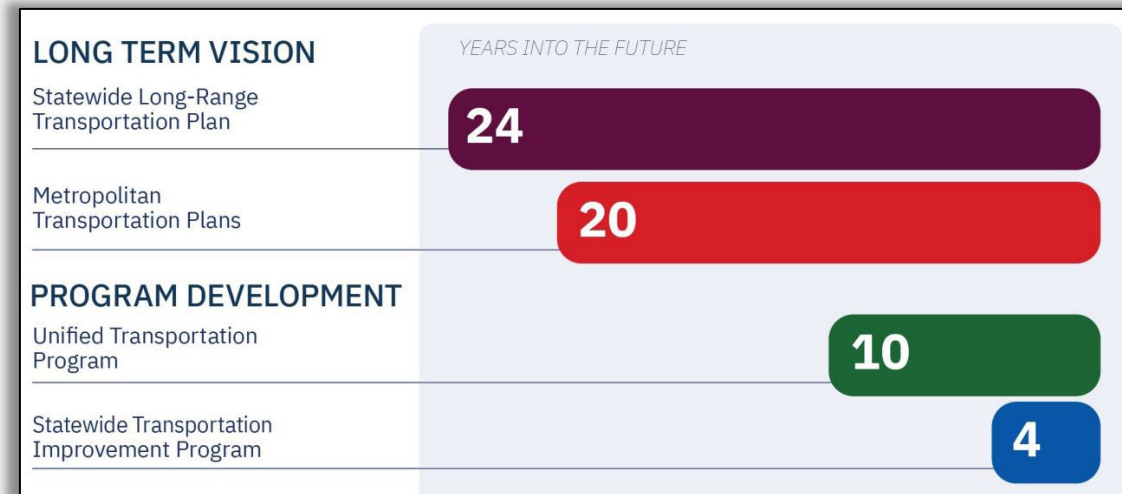 LONG TERM VISION
YEARS INTO THE FUTURE
Statewide Long-Range
Transportation Plan
24
Metropolitan
Transportation Plans
20
PROGRAM DEVELOPMENT
Unified Transportation
Program
10
Statewide Transportation
Improvement Program
4